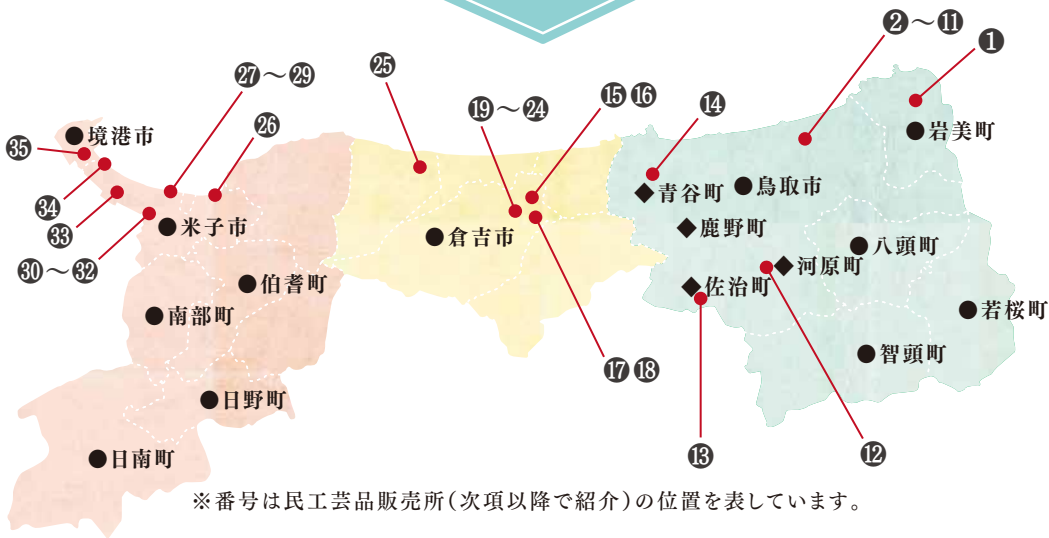 ❷～⓫
❶
㉗～㉙
㉕
⓳～㉔
⓯⓰
⓮
㉖
境港市
岩美町
㉟
青谷町
鳥取市
㉞
米子市
鹿野町
㉝
倉吉市
八頭町
㉚～㉜
河原町
伯耆町
佐治町
南部町
若桜町
智頭町
⓱⓲
日野町
⓭
⓬
日南町
※番号は民工芸品販売所(次項以降で紹介)の位置を表しています。